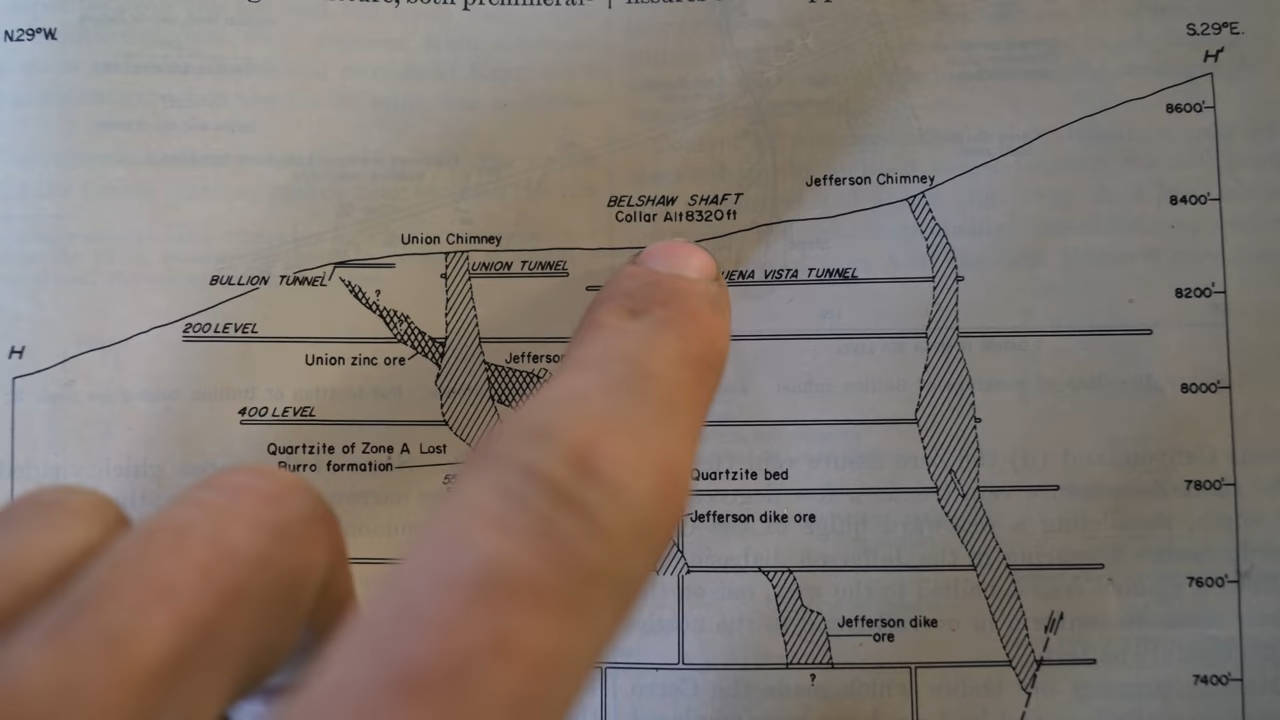 N.29°W.
S.29°E.
H'
8600'
Jefferson Chimney
BELSHAW SHAFT
Collar Alt 8320 ft
8400'
Union Chimney
UNION TUNNEL
BULLION TUNNEL
UENA VISTA TUNNEL
?
8200'
200 LEVEL
?
H
Union zinc ore
Jefferso
8000'
400 LEVEL
Quartzite of Zone A Lost
Burro formation
Quartzite bed
7800'
Jefferson dike ore
7600'
Jefferson dike
ore
?
7400'